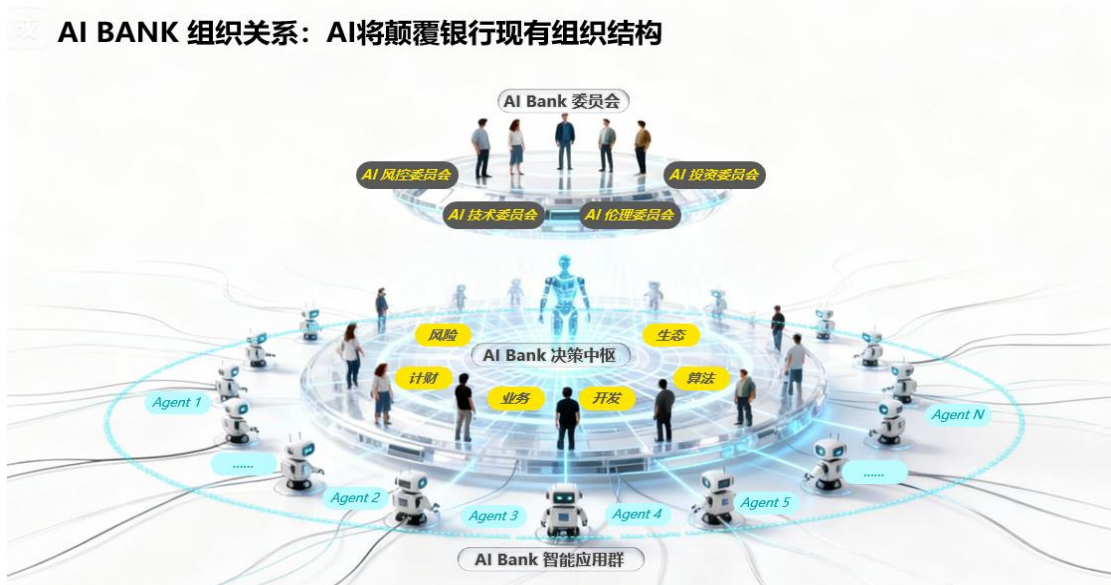 AI BANK 组织关系：AI将颠覆银行现有组织结构
AI Bank 委员会
AI 风控委员会
AI 投资委员会
AI 技术委员会
AI 伦理委员会
风险
生态
AI Bank 决策中枢
计财
算法
业务
开发
Agent 1
Agent N
......
......
Agent 2
Agent 5
Agent 3
Agent 4
AI Bank 智能应用群